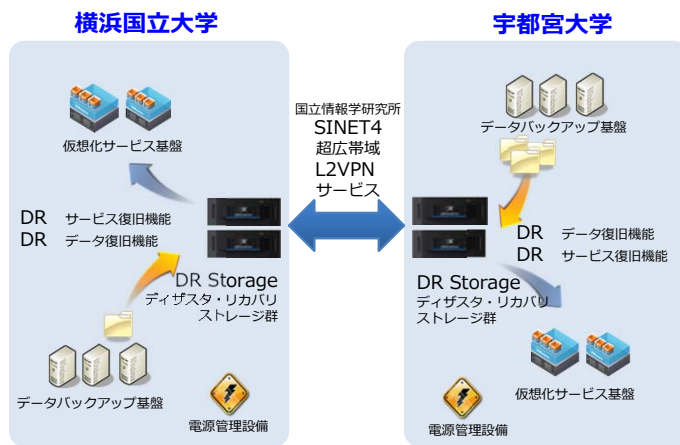 横浜国立大学
仮想化サービス基盤
DR サービス復旧機能
DR データ復旧機能
DR Storage
ディザスタ・リカバリ
ストレージ群
データバックアップ基盤
電源管理設備
国立情報学研究所
SINET4
超広帯域
L2VPN
サービス
宇都宮大学
データバックアップ基盤
DR データ復旧機能
DR サービス復旧機能
DR Storage
ディザスタ・リカバリ
ストレージ群
仮想化サービス基盤
電源管理設備